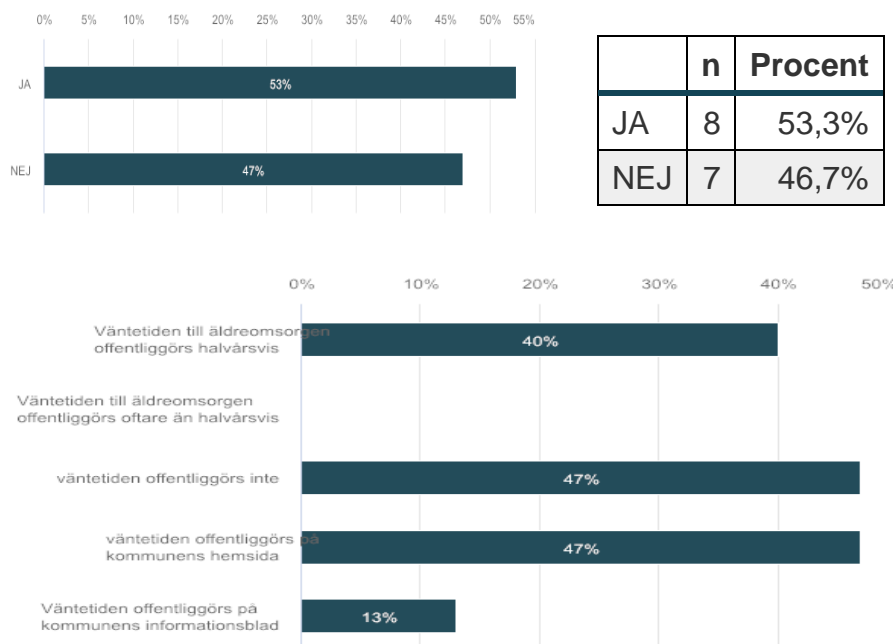 0% 5% 10% 15% 20% 25% 30% 35% 40% 45% 50% 55%
JA 53%
NEJ 47%
n Procent
JA 8 53,3%
NEJ 7 46,7%
0% 10% 20% 30% 40% 50%
Väntetiden till äldreomsorgen
offentliggörs halvårsvis
40%
Väntetiden till äldreomsorgen
offentliggörs oftare än halvårsvis
väntetiden offentliggörs inte
47%
väntetiden offentliggörs på
kommunens hemsida
47%
Väntetiden offentliggörs på
kommunens informationsblad
13%